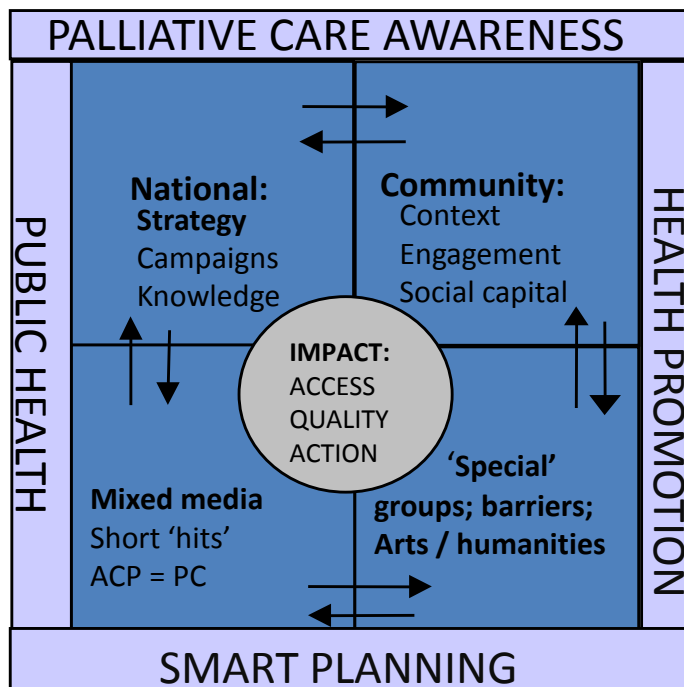 PALLIATIVE CARE AWARENESS
PUBLIC HEALTH
National:
Strategy
Campaigns
Knowledge
Community:
Context
Engagement
Social capital
HEALTH PROMOTION
IMPACT:
ACCESS
QUALITY
ACTION
Mixed media
Short ‘hits’
ACP = PC
‘Special’
groups; barriers;
Arts / humanities
SMART PLANNING